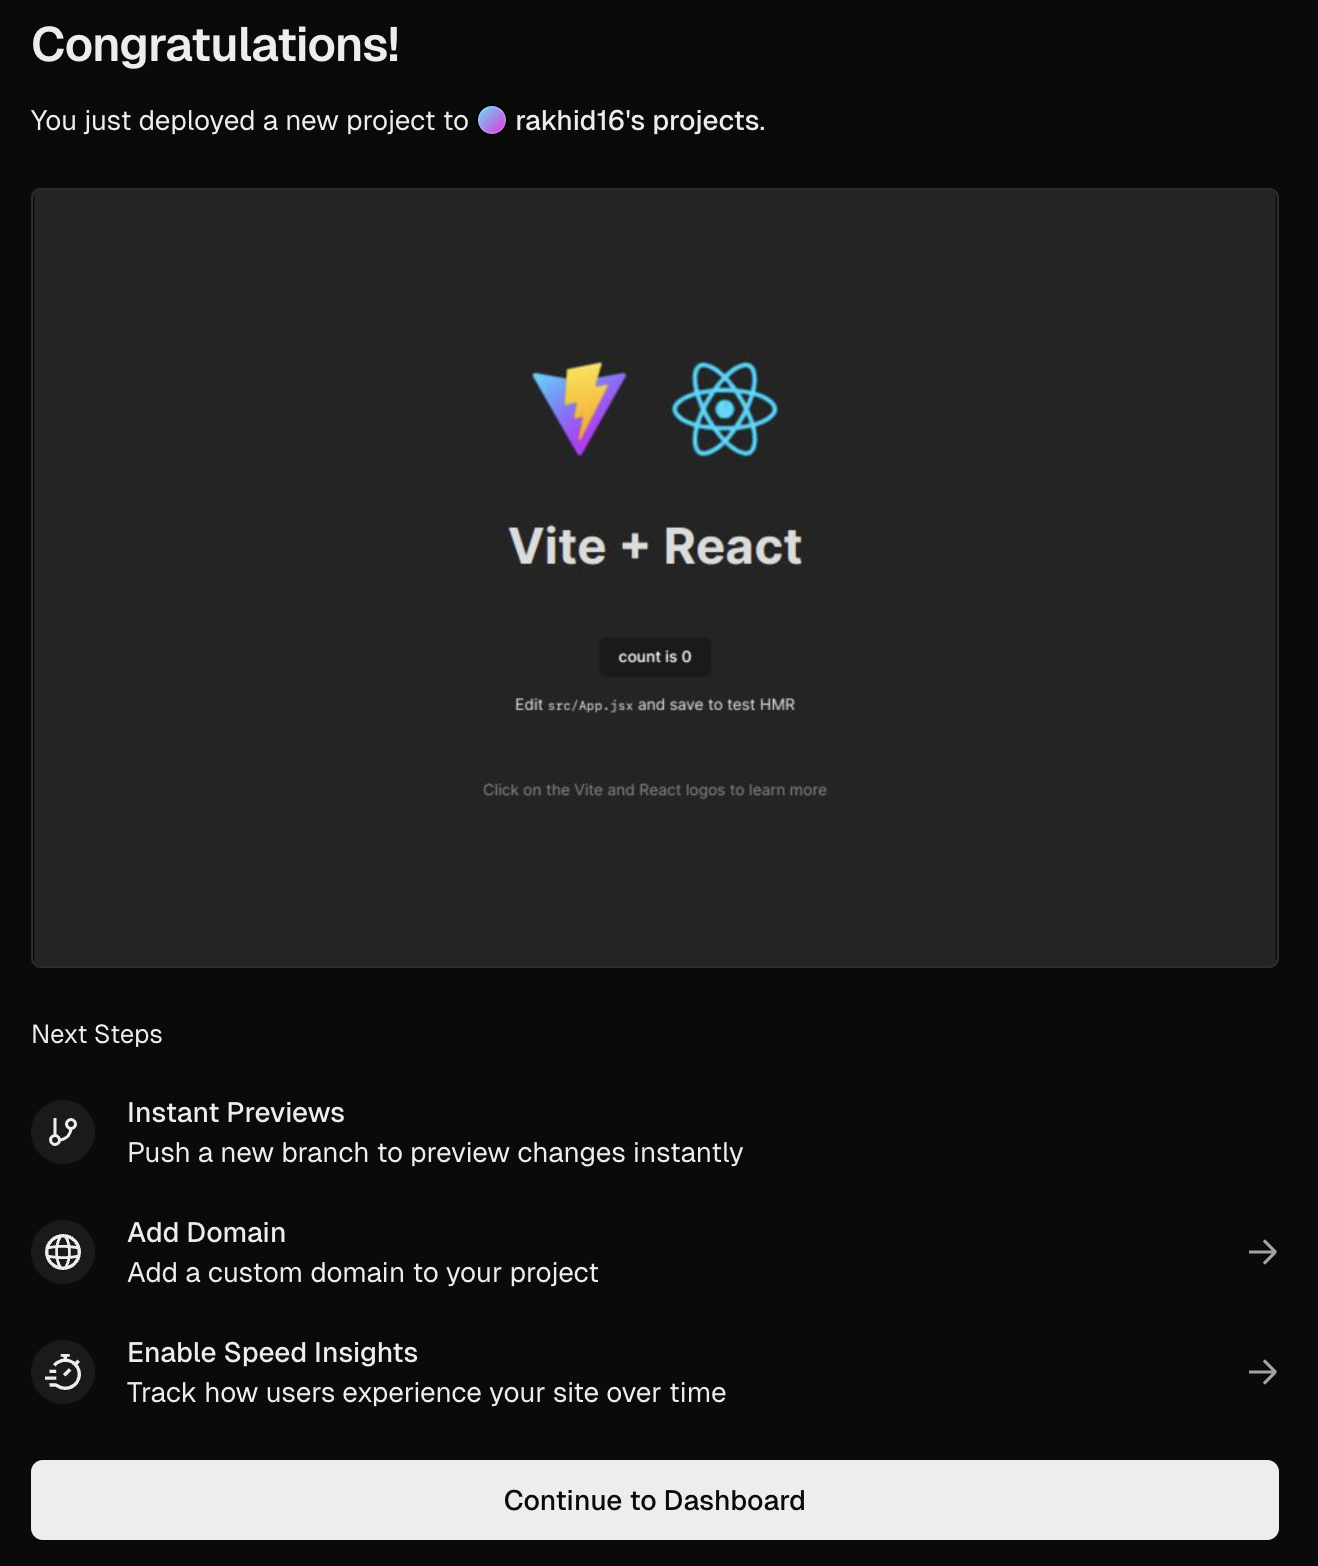 Congratulations!
You just deployed a new project to rakhid16's projects.
Vite + React
count is 0
Edit src/App.jsx and save to test HMR
Click on the Vite and React logos to learn more
Next Steps
Instant Previews
Push a new branch to preview changes instantly
Add Domain
Add a custom domain to your project
Enable Speed Insights
Track how users experience your site over time
Continue to Dashboard